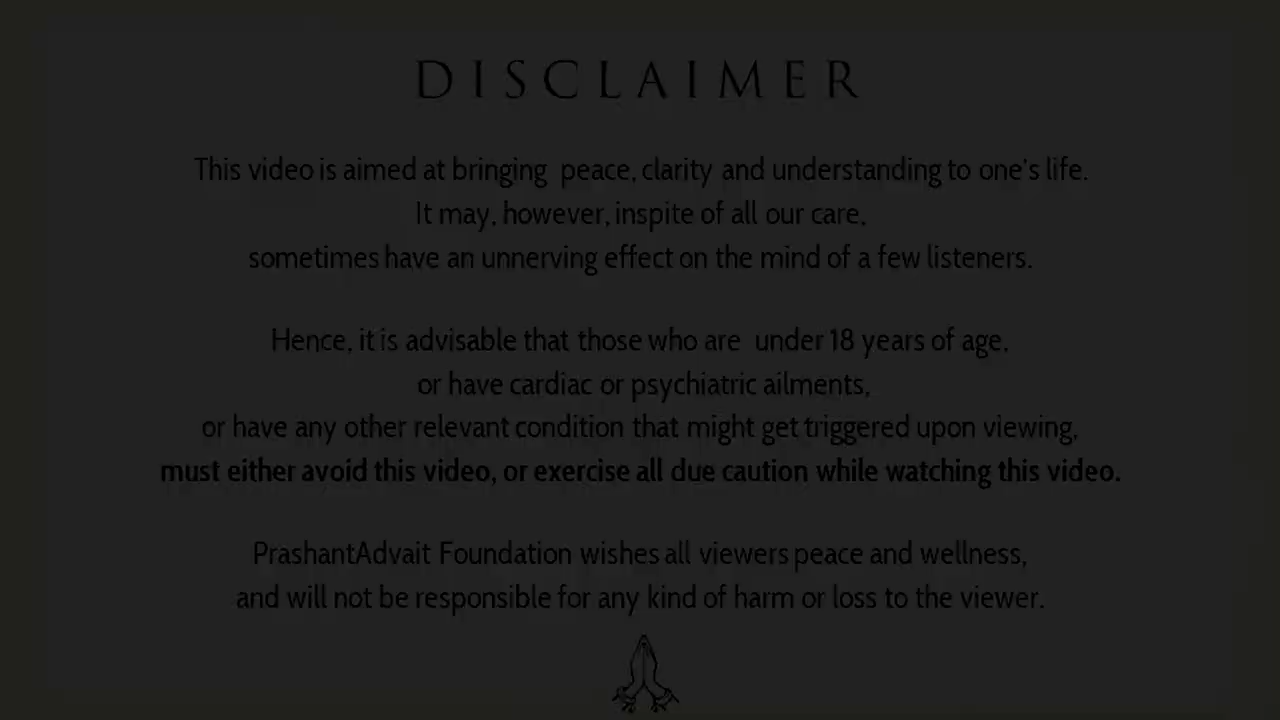 DISCLAIMER
This video is aimed at bringing peace, clarity and understanding to one's life.
It may, however, inspite of all our care,
sometimes have an unnerving effect on the mind of a few listeners.
Hence, it is advisable that those who are under 18 years of age,
or have cardiac or psychiatric ailments,
or have any other relevant condition that might get triggered upon viewing,
must either avoid this video, or exercise all due caution while watching this video.
PrashantAdvait Foundation wishes all viewers peace and wellness,
and will not be responsible for any kind of harm or loss to the viewer.